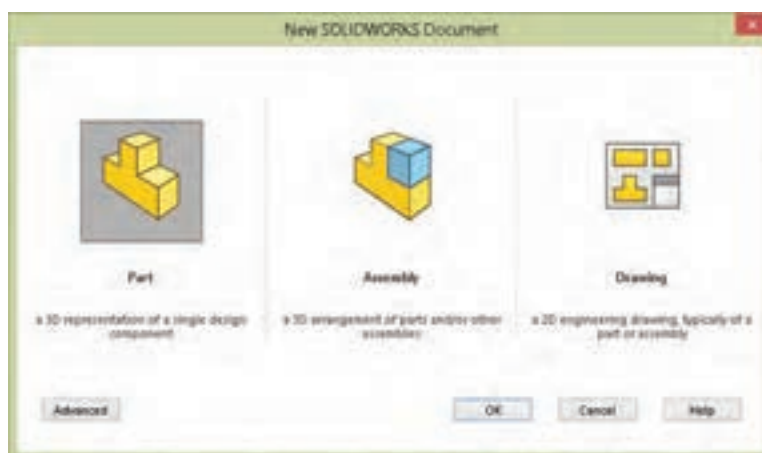 New SOLIDWORKS Document
Part
Assembly
Drawing
a 3D representation of a single design
component
a 3D arrangement of parts and/or other
assemblies
a 2D engineering drawing, typically of a
part or assembly
Advanced
OK
Cancel
Help